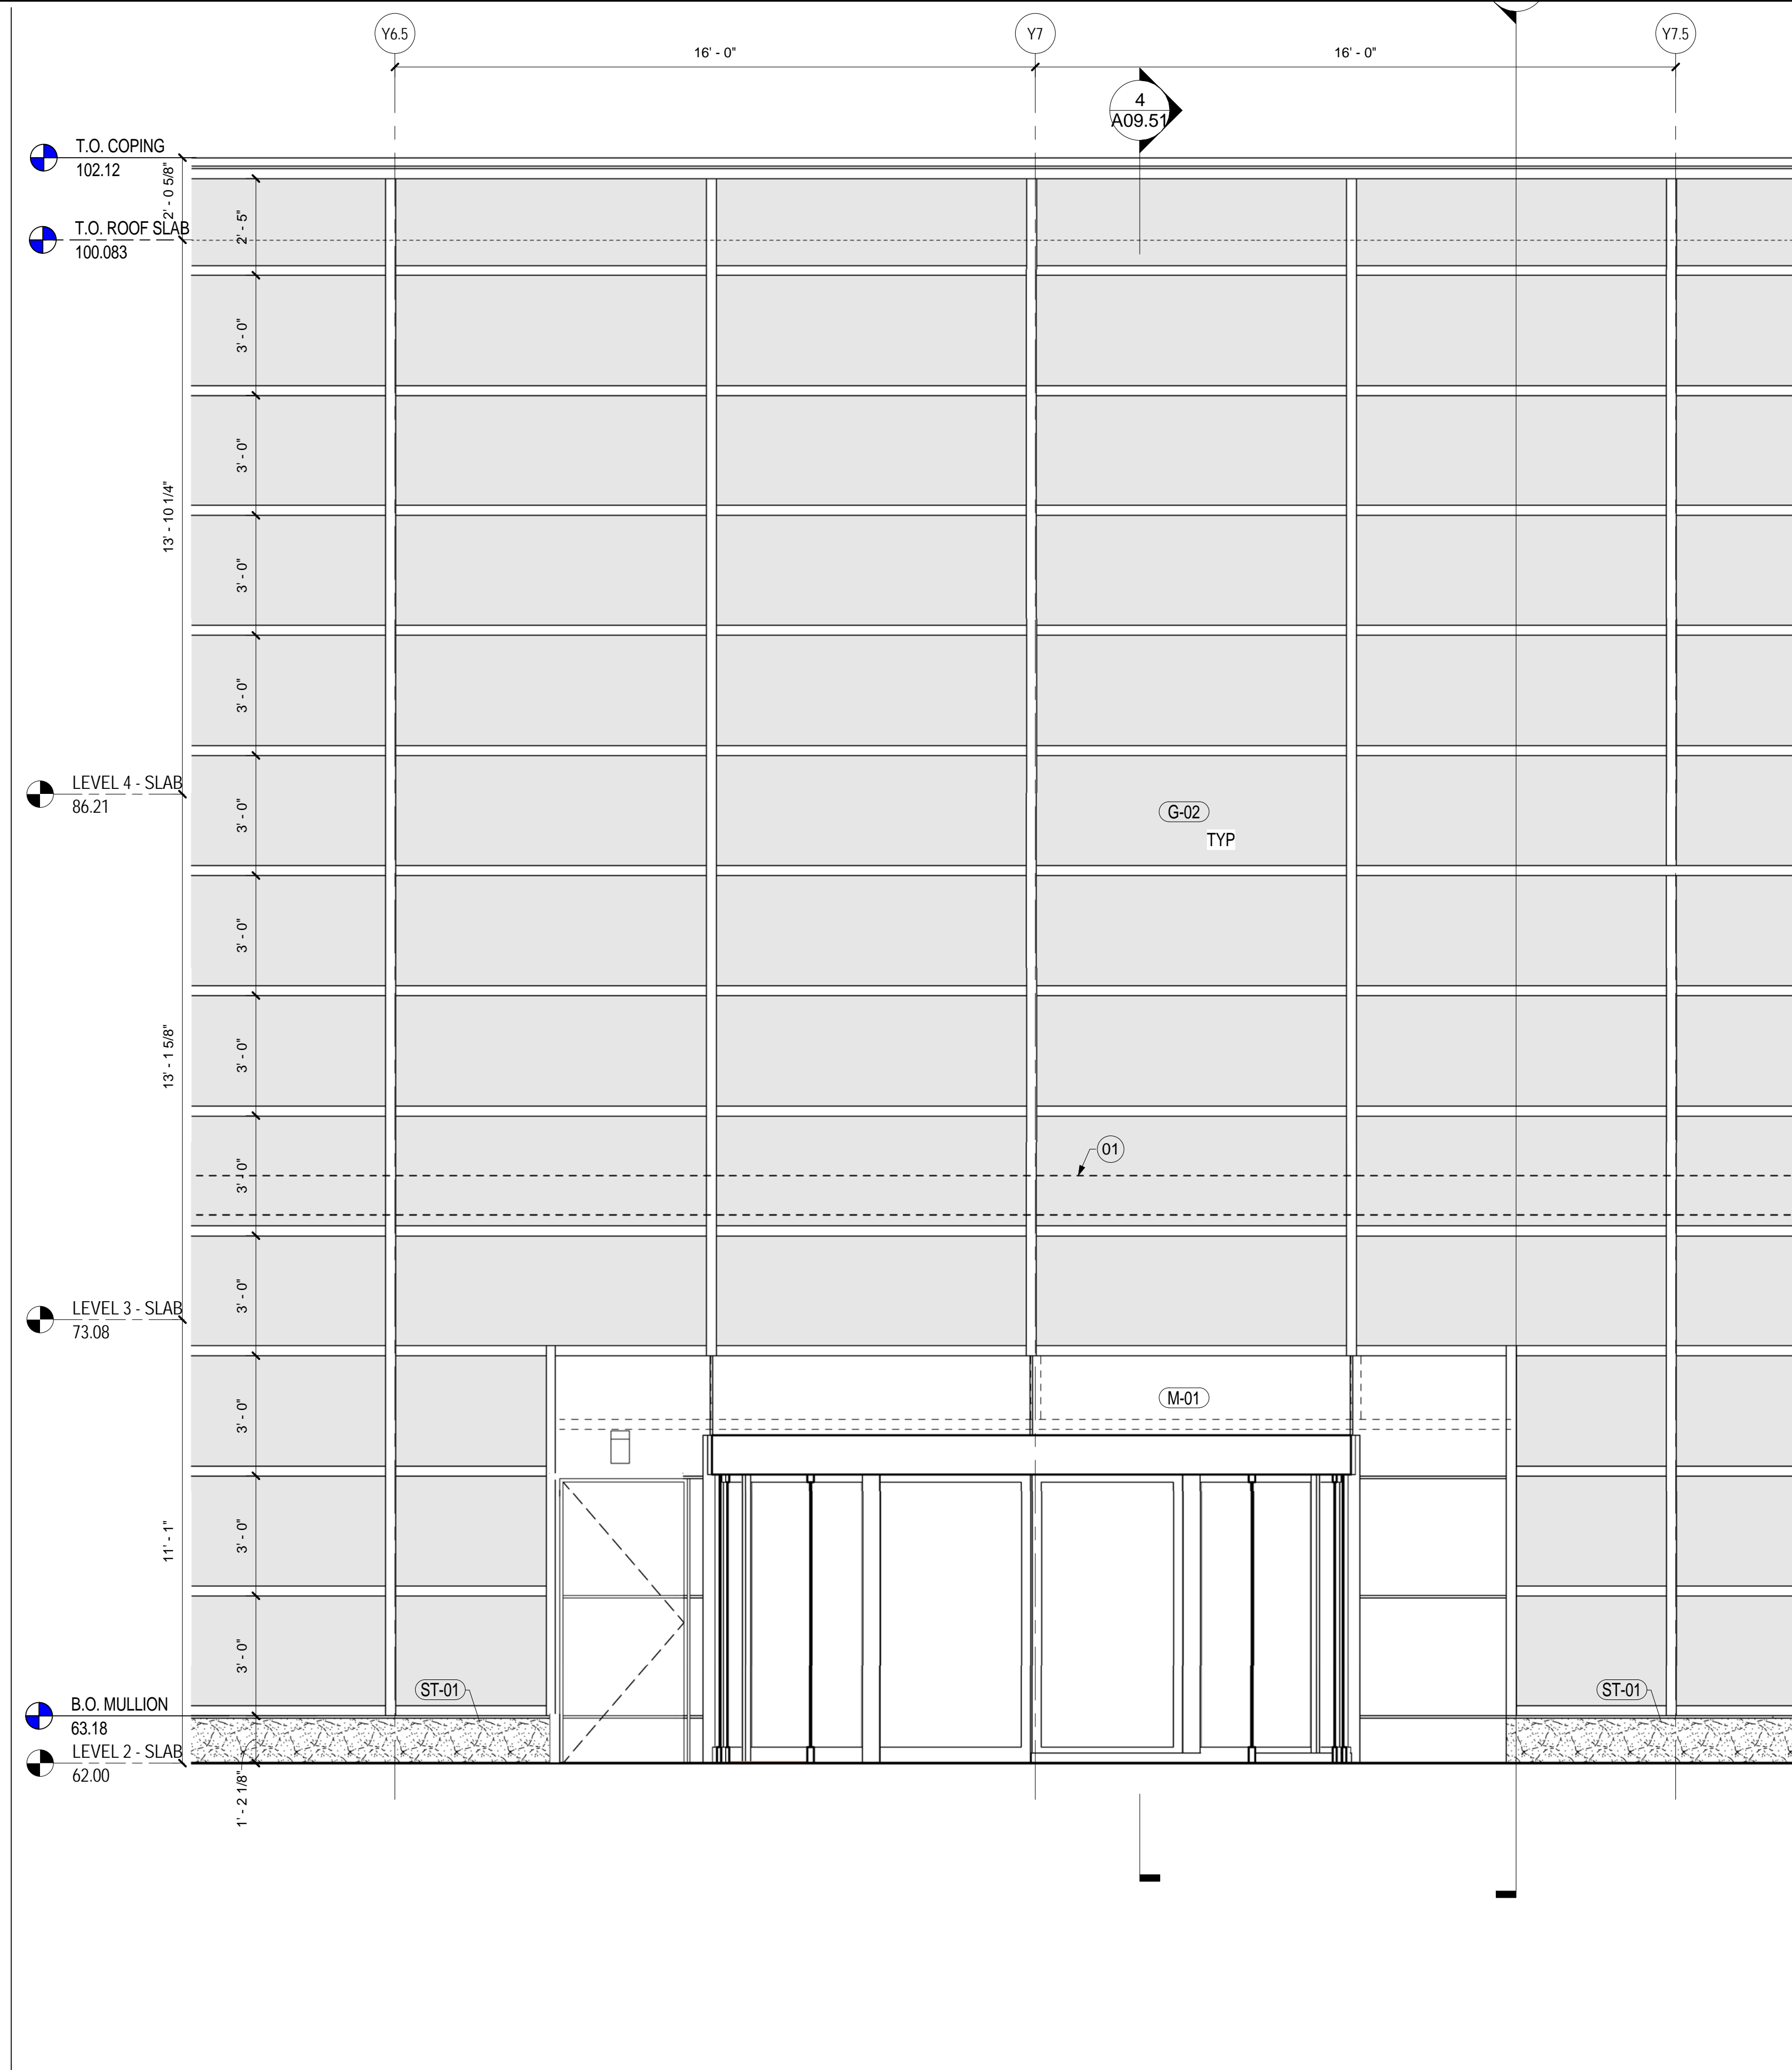 Y6.5
Y7
Y7.5
16' - 0"
16' - 0"
4
A09.51
T.O. COPING
102.12
2' - 0 5/8"
T.O. ROOF SLAB
100.083
2' - 5"
3' - 0"
3' - 0"
13' - 10 1/4"
3' - 0"
3' - 0"
LEVEL 4 - SLAB
86.21
3' - 0"
G-02
TYP
3' - 0"
13' - 1 5/8"
3' - 0"
01
3' - 0"
3' - 0"
LEVEL 3 - SLAB
73.08
M-01
3' - 0"
11' - 1"
3' - 0"
3' - 0"
ST-01
ST-01
B.O. MULLION
63.18
LEVEL 2 - SLAB
62.00
1' - 2 1/8"